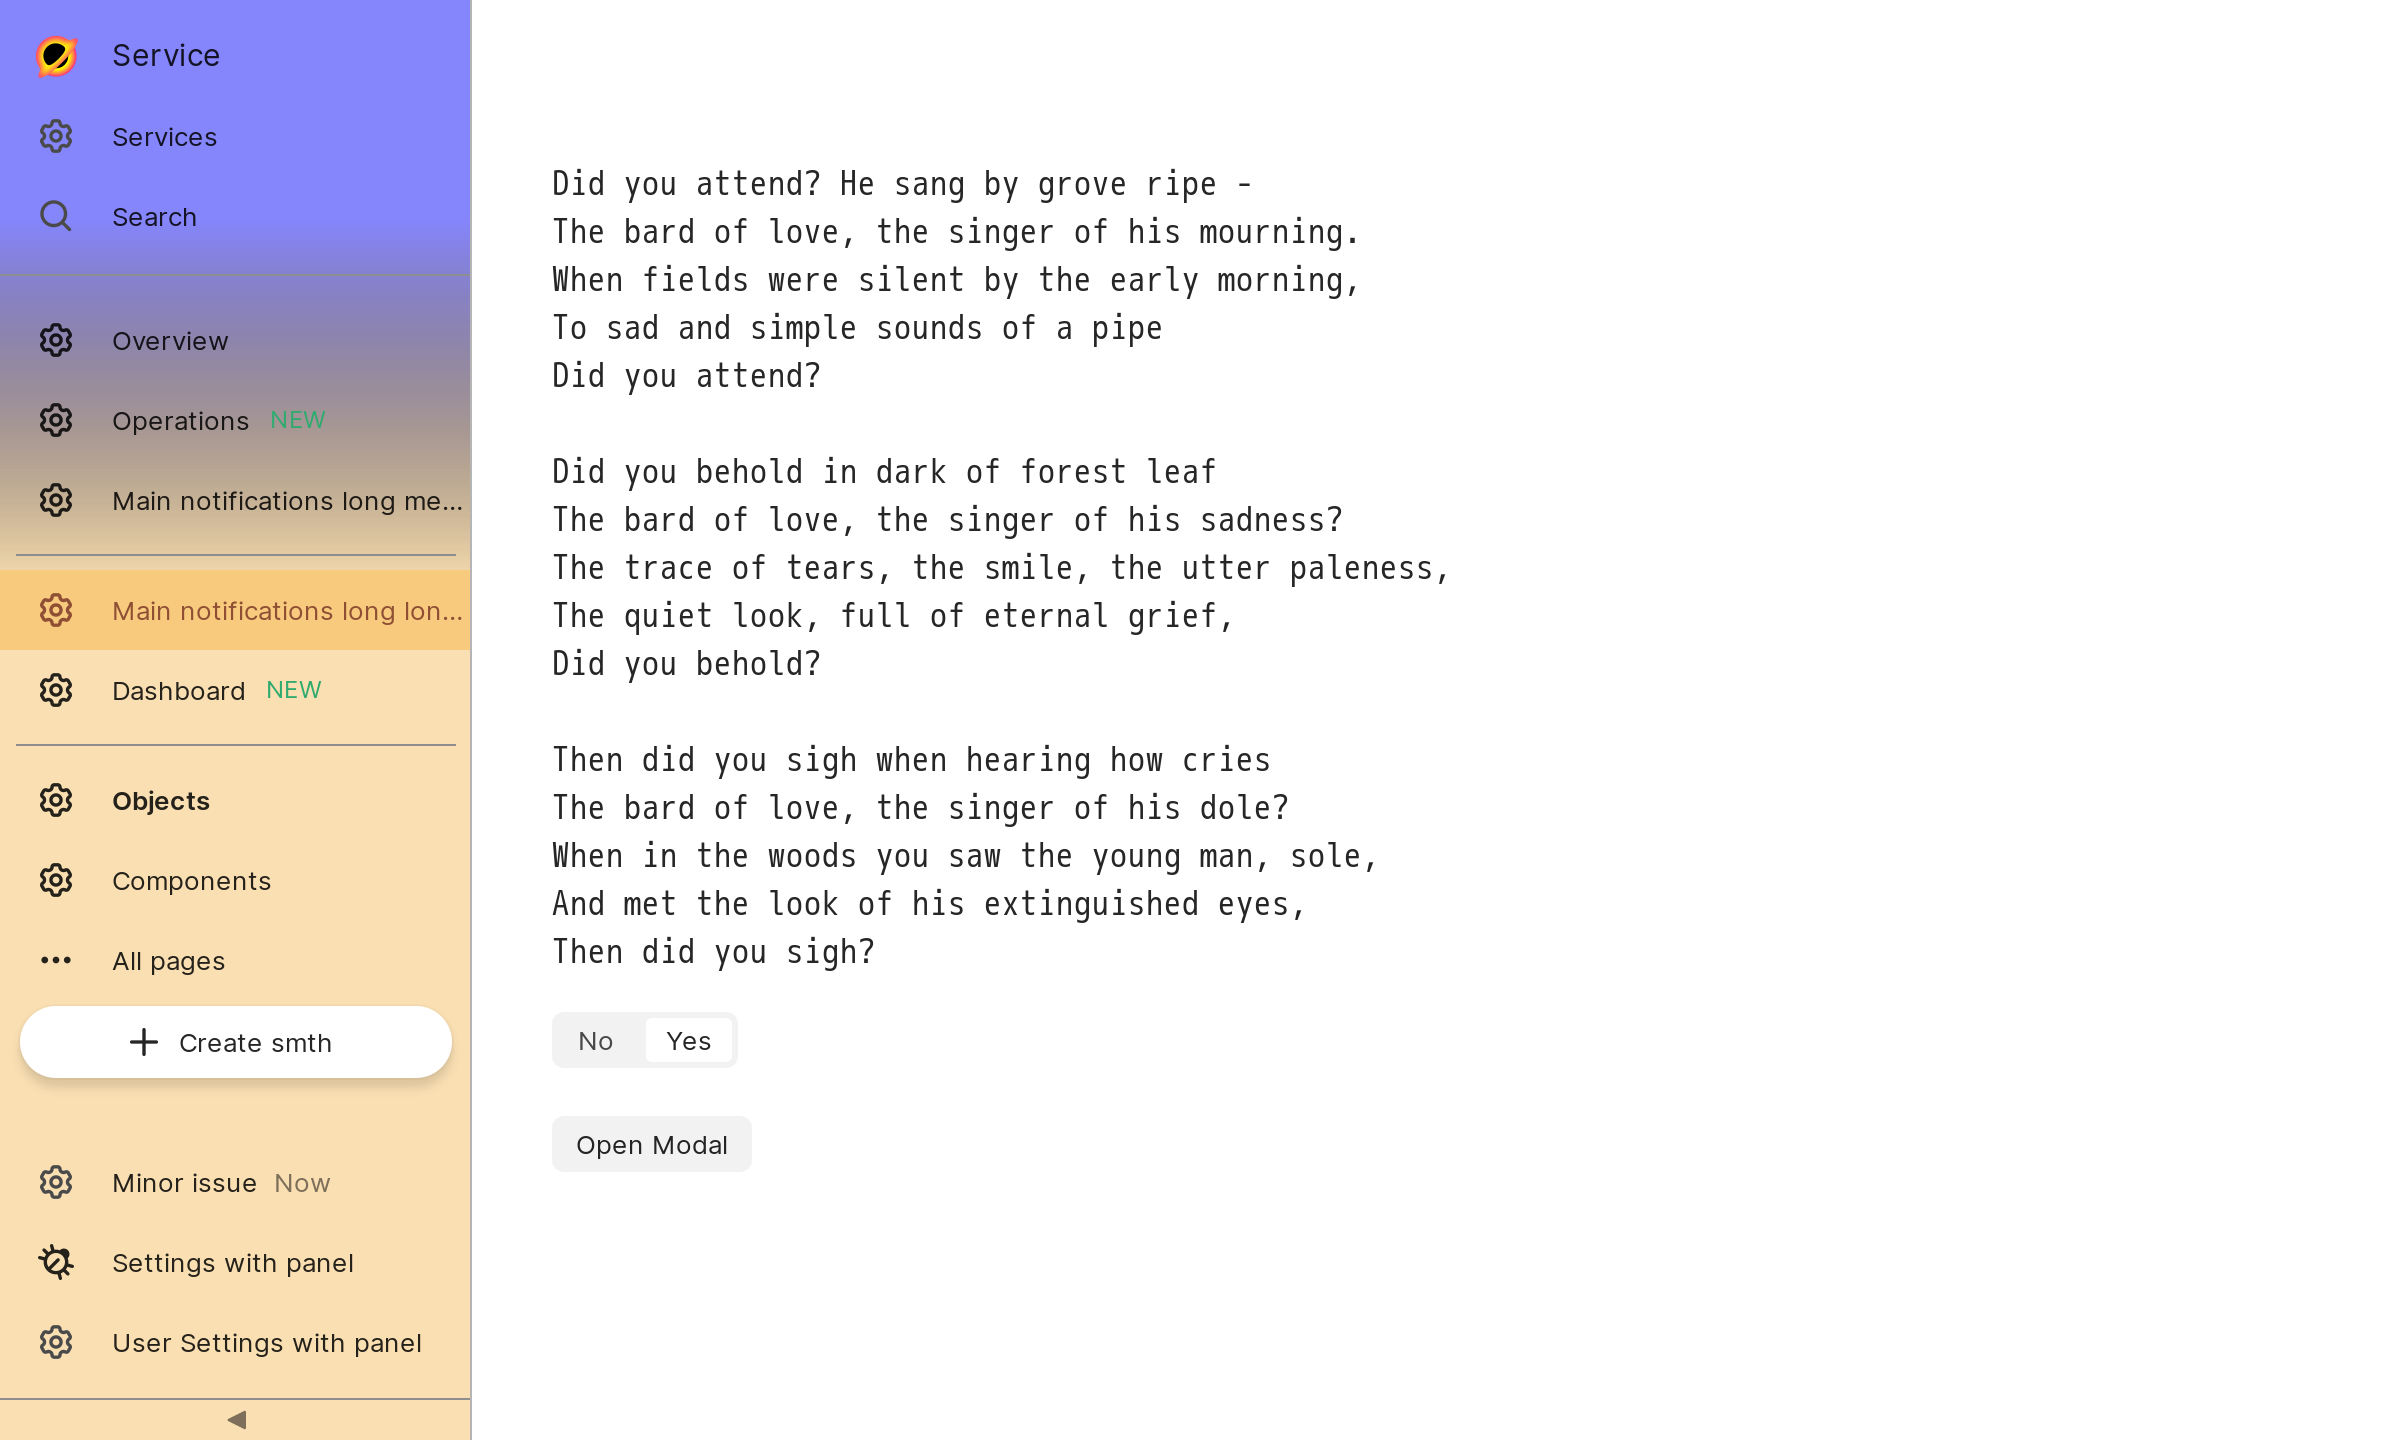 Service
Services
Search
Overview
Operations NEW
Main notifications long me...
Main notifications long lon...
Dashboard NEW
Objects
Components
All pages
Create smth
Minor issue Now
Settings with panel
User Settings with panel
Did you attend? He sang by grove ripe -
The bard of love, the singer of his mourning.
When fields were silent by the early morning,
To sad and simple sounds of a pipe
Did you attend?
Did you behold in dark of forest leaf
The bard of love, the singer of his sadness?
The trace of tears, the smile, the utter paleness,
The quiet look, full of eternal grief,
Did you behold?
Then did you sigh when hearing how cries
The bard of love, the singer of his dole?
When in the woods you saw the young man, sole,
And met the look of his extinguished eyes,
Then did you sigh?
No Yes
Open Modal